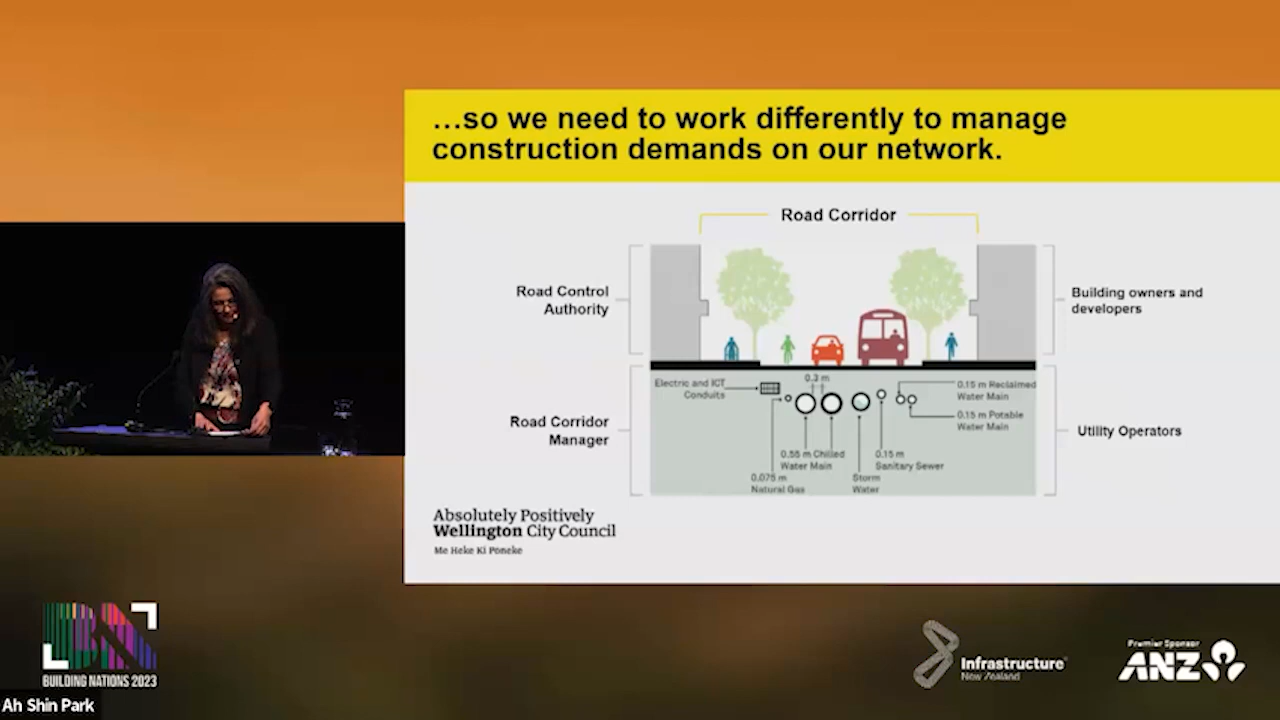 ...so we need to work differently to manage
construction demands on our network.
Road Corridor
Road Control
Authority
Building owners and
developers
Electric and ICT
Conduits
0.3 m
0.15 m Reclaimed
Water Main
0.15 m Potable
Water Main
Road Corridor
Manager
Utility Operators
0.55 m Chilled
Water Main
0.15 m
Sanitary Sewer
0.075 m
Natural Gas
Storm
Water
Absolutely Positively
Wellington City Council
Me Heke Ki Pōneke
BN
BUILDING NATIONS 2023
Infrastructure
New Zealand
Premier Sponsor
ANZ
Ah Shin Park